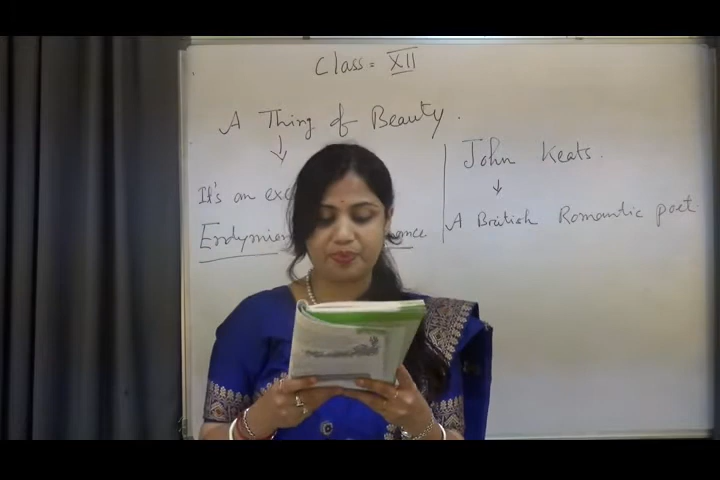 Class = XII
A Thing of Beauty.
It's an exc
Endymion
John Keats.
A British Romantic poet